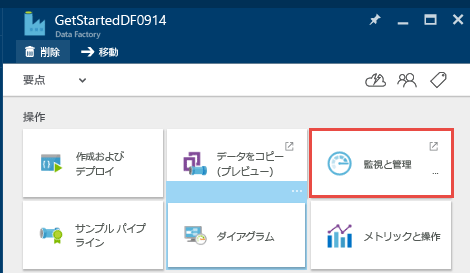 GetStartedDF0914
Data Factory
削除
移動
要点
操作
作成および
デプロイ
データをコピー
(プレビュー)
監視と管理
サンプル パイプ
ライン
ダイアグラム
メトリックと操作